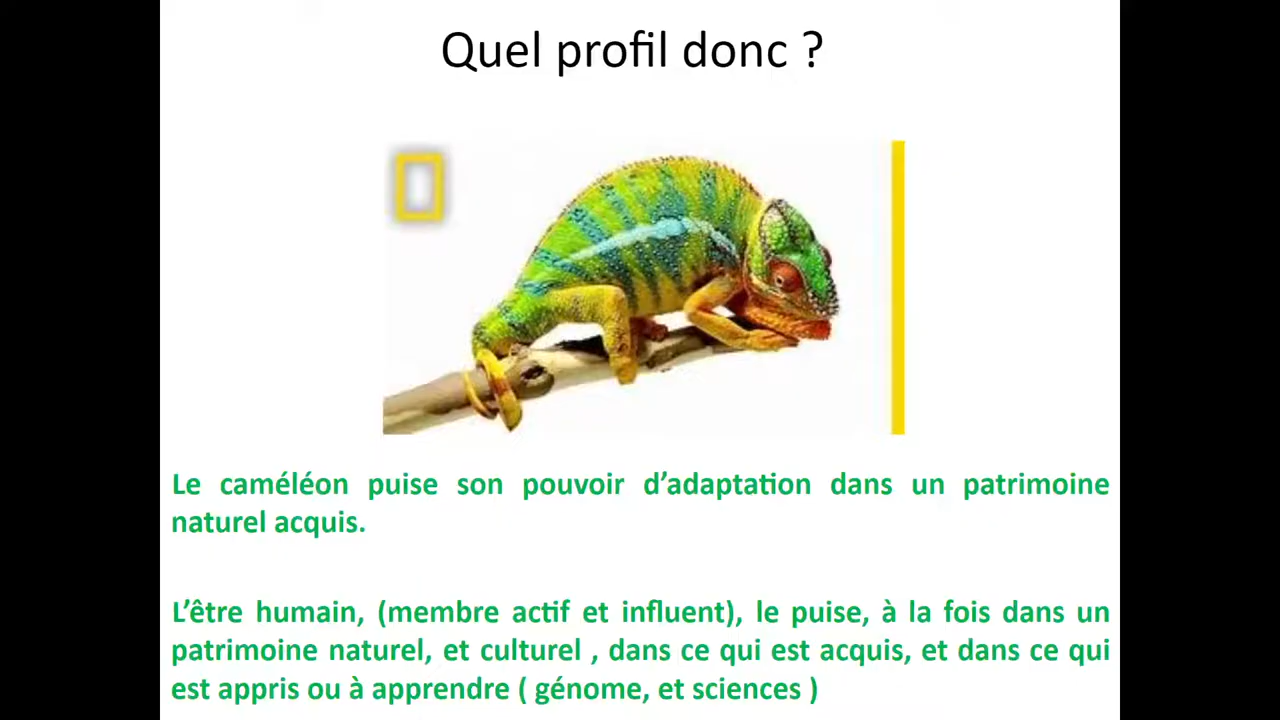 Quel profil donc ?
Le caméléon puise son pouvoir d’adaptation dans un patrimoine
naturel acquis.
L’être humain, (membre actif et influent), le puise, à la fois dans un
patrimoine naturel, et culturel , dans ce qui est acquis, et dans ce qui
est appris ou à apprendre ( génome, et sciences )